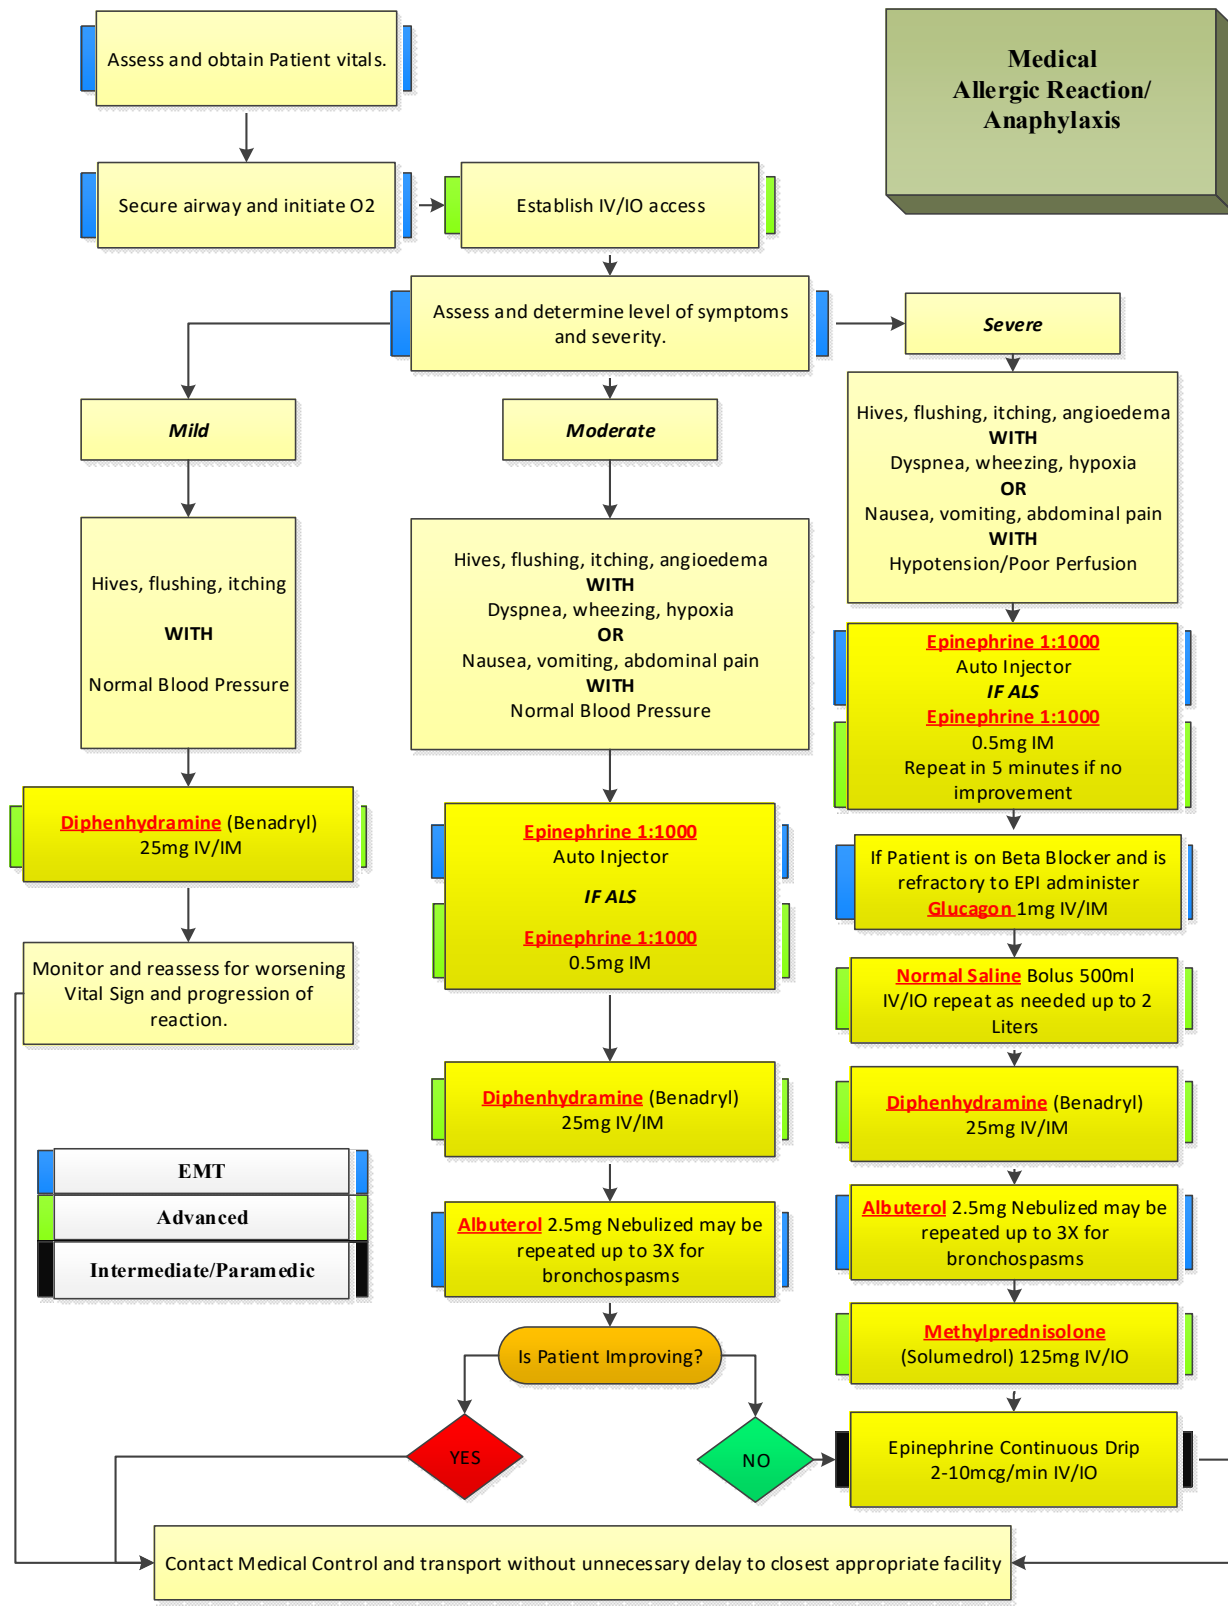 Medical
Allergic Reaction/
Anaphylaxis
Assess and obtain Patient vitals.
Secure airway and initiate O2
Establish IV/IO access
Assess and determine level of symptoms
and severity.
Mild
Hives, flushing, itching
WITH
Normal Blood Pressure
Diphenhydramine (Benadryl)
25mg IV/IM
Monitor and reassess for worsening
Vital Sign and progression of
reaction.
Moderate
Hives, flushing, itching, angioedema
WITH
Dyspnea, wheezing, hypoxia
OR
Nausea, vomiting, abdominal pain
WITH
Normal Blood Pressure
Epinephrine 1:1000
Auto Injector
IF ALS
Epinephrine 1:1000
0.5mg IM
Diphenhydramine (Benadryl)
25mg IV/IM
Albuterol 2.5mg Nebulized may be
repeated up to 3X for
bronchospasms
Is Patient Improving?
YES
NO
Severe
Hives, flushing, itching, angioedema
WITH
Dyspnea, wheezing, hypoxia
OR
Nausea, vomiting, abdominal pain
WITH
Hypotension/Poor Perfusion
Epinephrine 1:1000
Auto Injector
IF ALS
Epinephrine 1:1000
0.5mg IM
Repeat in 5 minutes if no
improvement
If Patient is on Beta Blocker and is
refractory to EPI administer
Glucagon 1mg IV/IM
Normal Saline Bolus 500ml
IV/IO repeat as needed up to 2
Liters
Diphenhydramine (Benadryl)
25mg IV/IM
Albuterol 2.5mg Nebulized may be
repeated up to 3X for
bronchospasms
Methylprednisolone
(Solumedrol) 125mg IV/IO
Epinephrine Continuous Drip
2-10mcg/min IV/IO
EMT
Advanced
Intermediate/Paramedic
Contact Medical Control and transport without unnecessary delay to closest appropriate facility